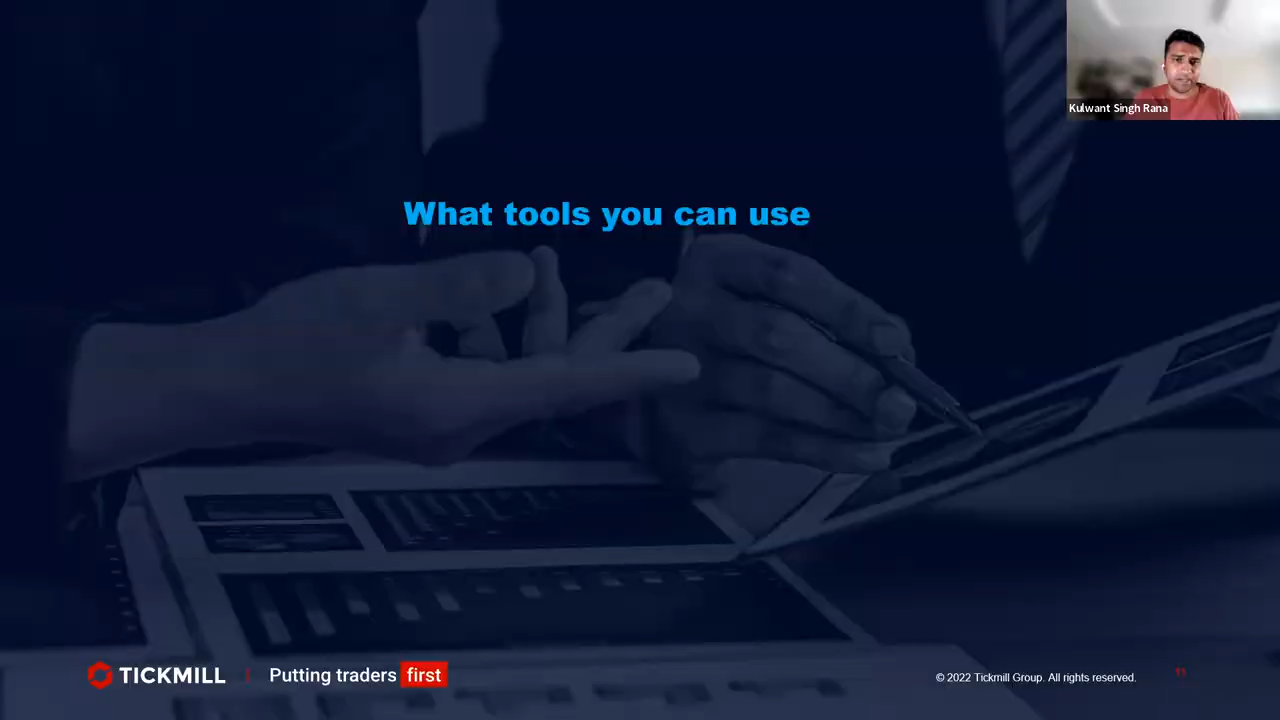 Kulwant Singh Rana
What tools you can use
TICKMILL | Putting traders first
© 2022 Tickmill Group. All rights reserved.